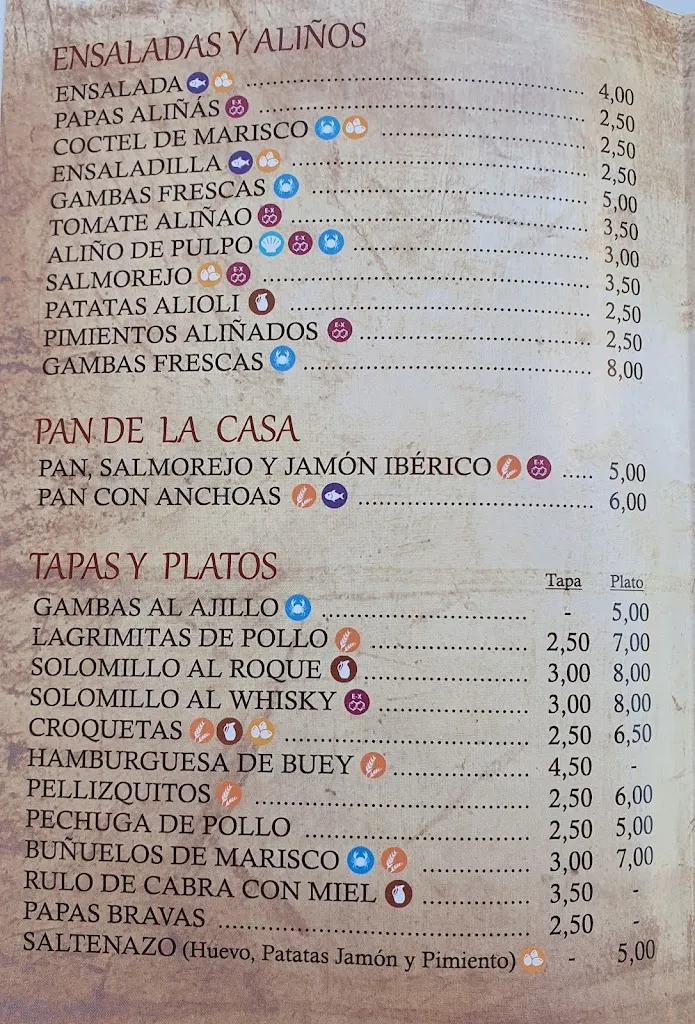 ENSALADAS Y ALIÑOS
ENSALADA 4,00
PAPAS ALIÑÁS E-X 2,50
COCTEL DE MARISCO 2,50
ENSALADILLA 2,50
GAMBAS FRESCAS 5,00
TOMATE ALIÑAO E-X 3,50
ALIÑO DE PULPO E-X 3,00
SALMOREJO E-X 3,50
PATATAS ALIOLI 2,50
PIMIENTOS ALIÑADOS E-X 2,50
GAMBAS FRESCAS 8,00
PAN DE LA CASA
PAN, SALMOREJO Y JAMÓN IBÉRICO E-X ..... 5,00
PAN CON ANCHOAS 6,00
TAPAS Y PLATOS Tapa Plato
GAMBAS AL AJILLO - 5,00
LAGRIMITAS DE POLLO 2,50 7,00
SOLOMILLO AL ROQUE 3,00 8,00
SOLOMILLO AL WHISKY E-X 3,00 8,00
CROQUETAS 2,50 6,50
HAMBURGUESA DE BUEY 4,50 -
PELLIZQUITOS 2,50 6,00
PECHUGA DE POLLO 2,50 5,00
BUÑUELOS DE MARISCO 3,00 7,00
RULO DE CABRA CON MIEL 3,50 -
PAPAS BRAVAS 2,50 -
SALTENAZO (Huevo, Patatas Jamón y Pimiento) - 5,00